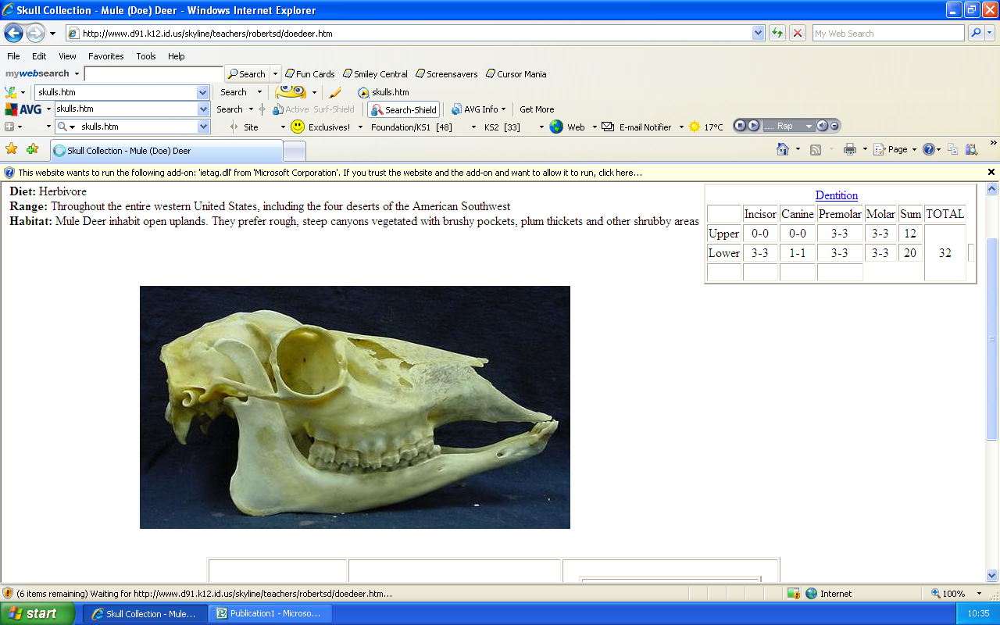 Skull Collection - Mule (Doe) Deer - Windows Internet Explorer
http://www.d91.k12.id.us/skyline/teachers/robertsd/doedeer.htm My Web Search
File Edit View Favorites Tools Help
mywebsearch Search Fun Cards Smiley Central Screensavers Cursor Mania
skulls.htm Search skulls.htm
AVG skulls.htm Search Active Surf-Shield Search-Shield AVG Info Get More
skulls.htm Site Exclusives! Foundation/KS1 [48] KS2 [33] Web E-mail Notifier 17°C ..... Rap
Skull Collection - Mule (Doe) Deer Page »
This website wants to run the following add-on: 'ietag.dll' from 'Microsoft Corporation'. If you trust the website and the add-on and want to allow it to run, click here...
Diet: Herbivore
Range: Throughout the entire western United States, including the four deserts of the American Southwest
Habitat: Mule Deer inhabit open uplands. They prefer rough, steep canyons vegetated with brushy pockets, plum thickets and other shrubby areas
Dentition
Incisor Canine Premolar Molar Sum TOTAL
Upper 0-0 0-0 3-3 3-3 12
Lower 3-3 1-1 3-3 3-3 20 32
(6 items remaining) Waiting for http://www.d91.k12.id.us/skyline/teachers/robertsd/doedeer.htm... Internet 100%
start Skull Collection - Mule... Publication1 - Microso... 10:35